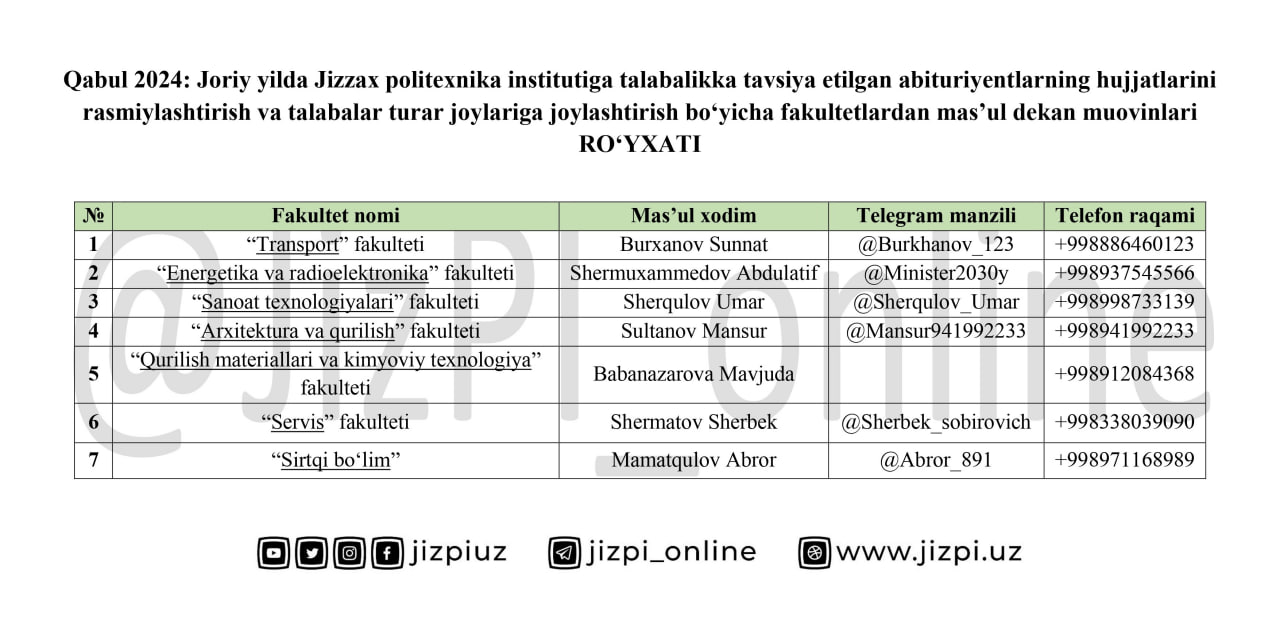 Qabul 2024: Joriy yilda Jizzax politexnika institutiga talabalikka tavsiya etilgan abituriyentlarning hujjatlarini
rasmiylashtirish va talabalar turar joylariga joylashtirish bo‘yicha fakultetlardan mas’ul dekan muovinlari
RO‘YXATI
№ Fakultet nomi Mas’ul xodim Telegram manzili Telefon raqami
1 “Transport” fakulteti Burxanov Sunnat @Burkhanov_123 +998886460123
2 “Energetika va radioelektronika” fakulteti Shermuxammedov Abdulatif @Minister2030y +998937545566
3 “Sanoat texnologiyalari” fakulteti Sherqulov Umar @Sherqulov_Umar +998998733139
4 “Arxitektura va qurilish” fakulteti Sultanov Mansur @Mansur941992233 +998941992233
“Qurilish materiallari va kimyoviy texnologiya”
5 fakulteti Babanazarova Mavjuda +998912084368
6 “Servis” fakulteti Shermatov Sherbek @Sherbek_sobirovich +998338039090
7 “Sirtqi bo‘lim” Mamatqulov Abror @Abror_891 +998971168989
@JizPI_online
jizpiuz jizpi_online www.jizpi.uz